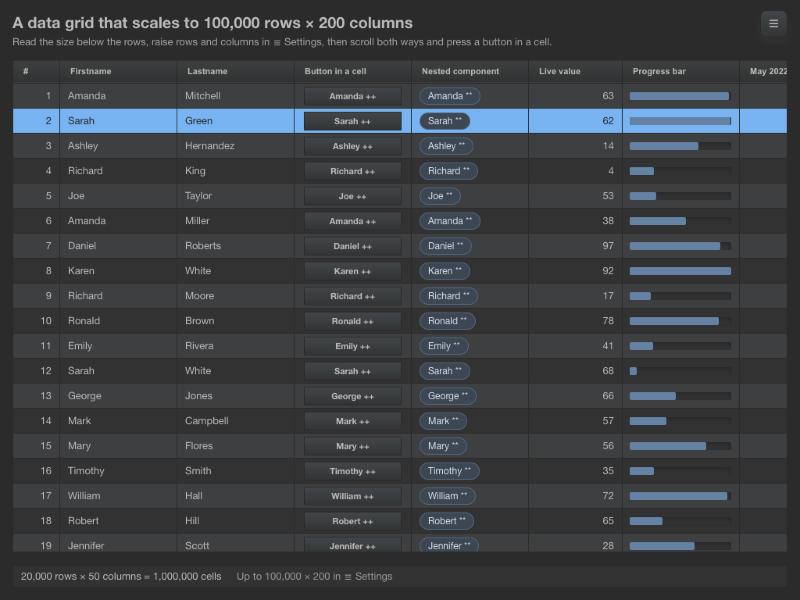 A data grid that scales to 100,000 rows × 200 columns
Read the size below the rows, raise rows and columns in ≡ Settings, then scroll both ways and press a button in a cell.
≡
# Firstname Lastname Button in a cell Nested component Live value Progress bar May 2022
1 Amanda Mitchell Amanda ++ Amanda ** 63
2 Sarah Green Sarah ++ Sarah ** 62
3 Ashley Hernandez Ashley ++ Ashley ** 14
4 Richard King Richard ++ Richard ** 4
5 Joe Taylor Joe ++ Joe ** 53
6 Amanda Miller Amanda ++ Amanda ** 38
7 Daniel Roberts Daniel ++ Daniel ** 97
8 Karen White Karen ++ Karen ** 92
9 Richard Moore Richard ++ Richard ** 17
10 Ronald Brown Ronald ++ Ronald ** 78
11 Emily Rivera Emily ++ Emily ** 41
12 Sarah White Sarah ++ Sarah ** 68
13 George Jones George ++ George ** 66
14 Mark Campbell Mark ++ Mark ** 57
15 Mary Flores Mary ++ Mary ** 56
16 Timothy Smith Timothy ++ Timothy ** 35
17 William Hall William ++ William ** 72
18 Robert Hill Robert ++ Robert ** 65
19 Jennifer Scott Jennifer ++ Jennifer ** 28
20,000 rows × 50 columns = 1,000,000 cells Up to 100,000 × 200 in ≡ Settings